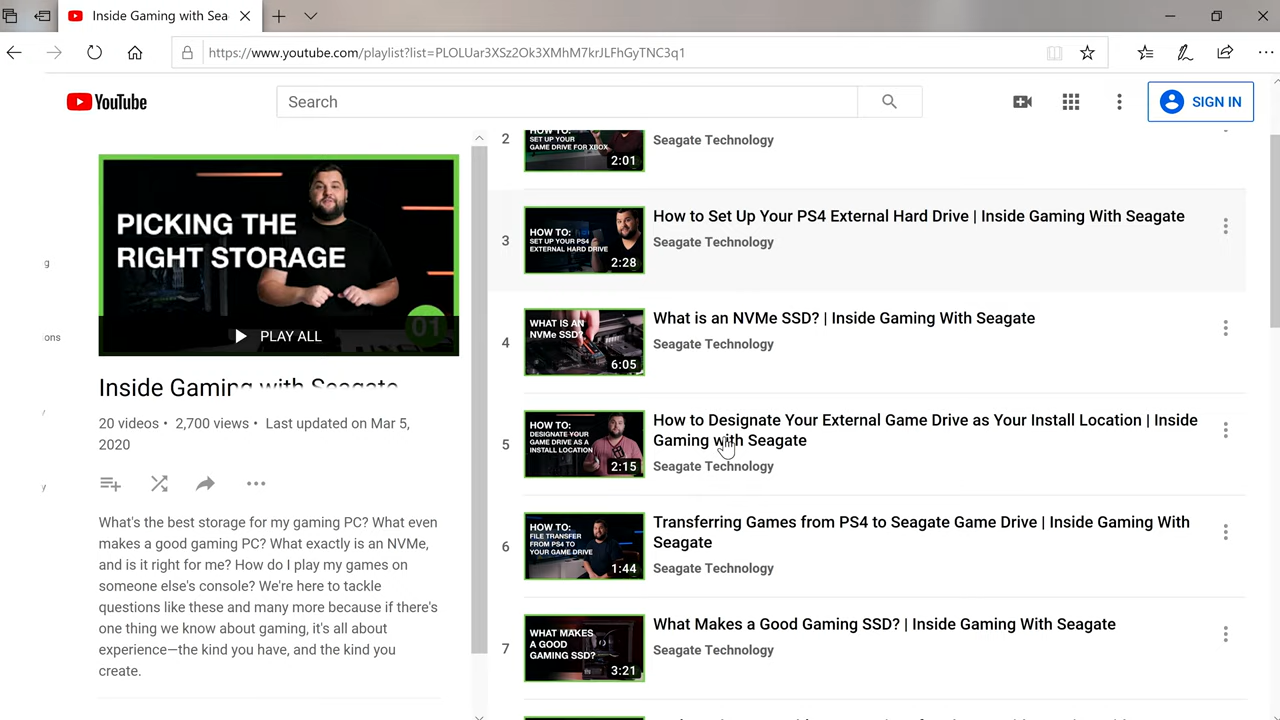 Inside Gaming with Sea
https://www.youtube.com/playlist?list=PLOLUar3XSz2Ok3XMhM7krJLFhGyTNC3q1
YouTube
Search
SIGN IN
PICKING THE
RIGHT STORAGE
01
PLAY ALL
Inside Gaming with Seagate
20 videos • 2,700 views • Last updated on Mar 5,
2020
What's the best storage for my gaming PC? What even
makes a good gaming PC? What exactly is an NVMe,
and is it right for me? How do I play my games on
someone else's console? We're here to tackle
questions like these and many more because if there's
one thing we know about gaming, it's all about
experience—the kind you have, and the kind you
create.
g
ons
y
y
2
HOW TO:
SET UP YOUR
GAME DRIVE FOR XBOX
2:01
Seagate Technology
3
HOW TO:
SET UP YOUR PS4
EXTERNAL HARD DRIVE
2:28
How to Set Up Your PS4 External Hard Drive | Inside Gaming With Seagate
Seagate Technology
4
WHAT IS AN
NVMe SSD?
6:05
What is an NVMe SSD? | Inside Gaming With Seagate
Seagate Technology
5
HOW TO:
DESIGNATE YOUR
GAME DRIVE AS A
INSTALL LOCATION
2:15
How to Designate Your External Game Drive as Your Install Location | Inside
Gaming with Seagate
Seagate Technology
6
HOW TO:
FILE TRANSFER
FROM PS4 TO
YOUR GAME DRIVE
1:44
Transferring Games from PS4 to Seagate Game Drive | Inside Gaming With
Seagate
Seagate Technology
7
WHAT MAKES
A GOOD
GAMING SSD?
3:21
What Makes a Good Gaming SSD? | Inside Gaming With Seagate
Seagate Technology